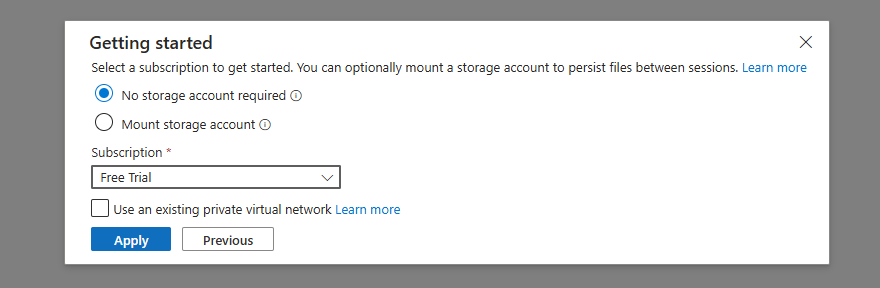 Getting started
Select a subscription to get started. You can optionally mount a storage account to persist files between sessions. Learn more
No storage account required
Mount storage account
Subscription *
Free Trial
Use an existing private virtual network Learn more
Apply Previous